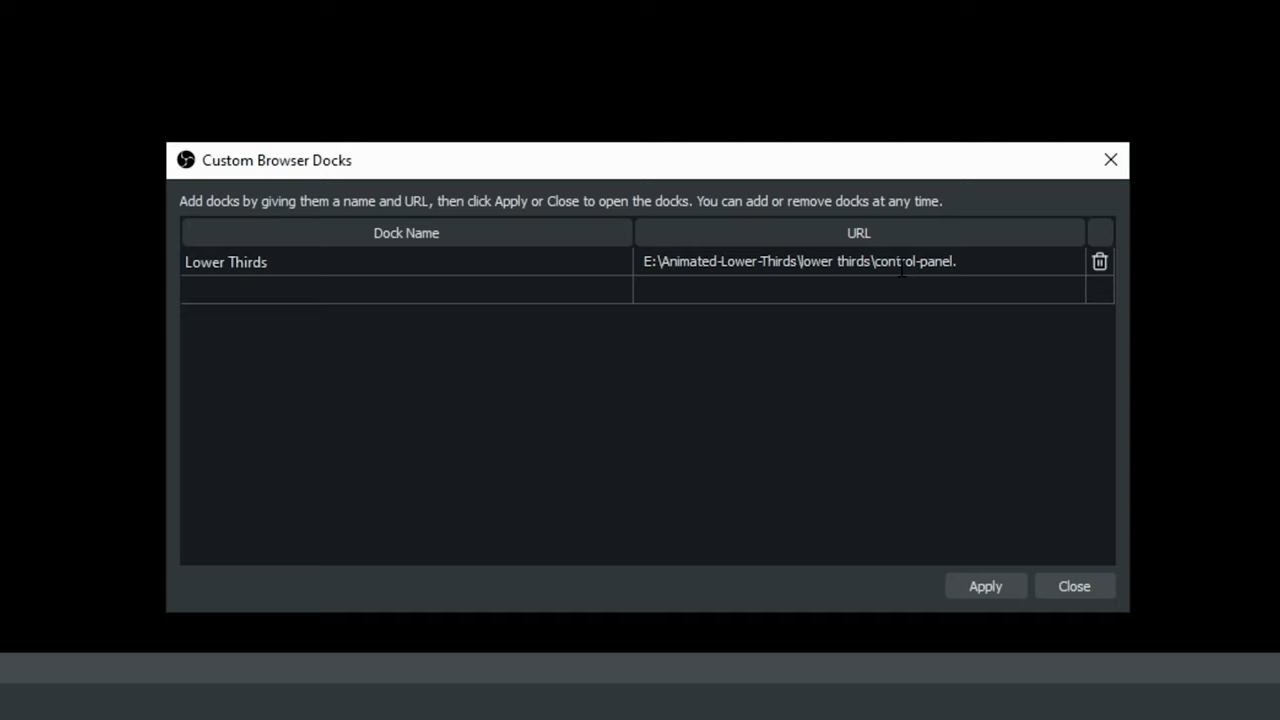 Custom Browser Docks
Add docks by giving them a name and URL, then click Apply or Close to open the docks. You can add or remove docks at any time.
Dock Name URL
Lower Thirds E:\Animated-Lower-Thirds\lower thirds\control-panel.
Apply Close